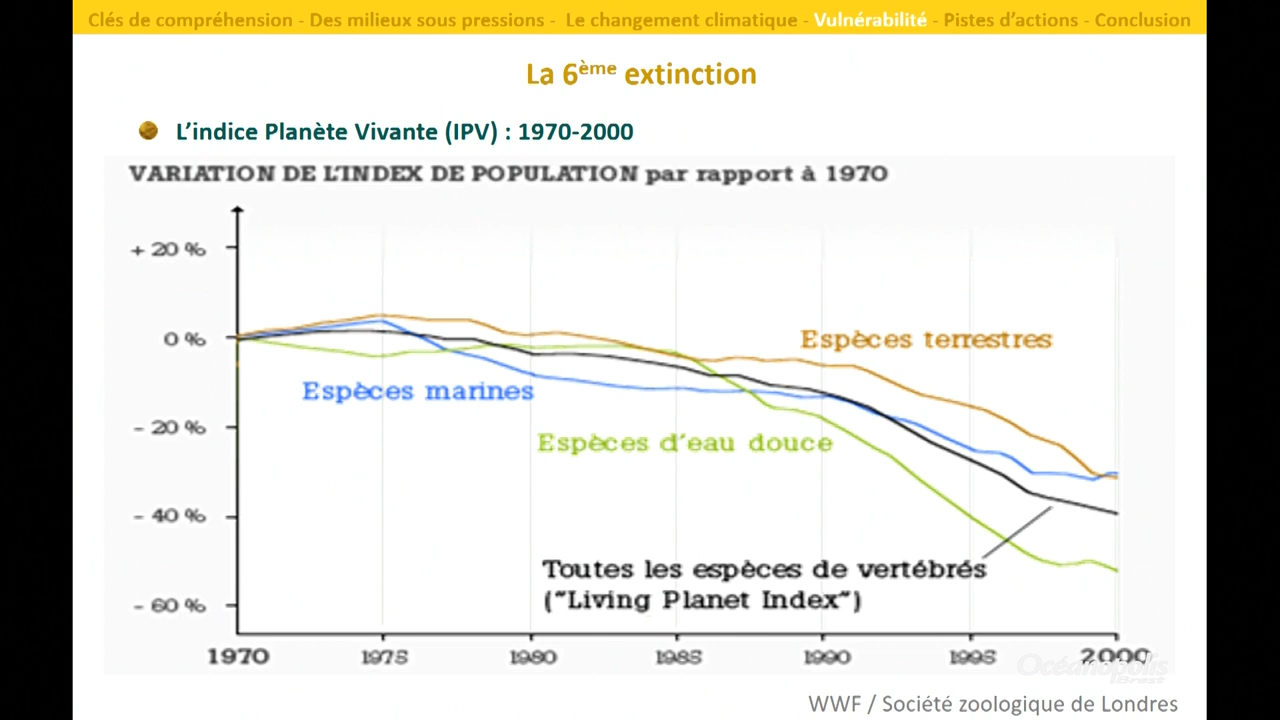 Clés de compréhension - Des milieux sous pressions - Le changement climatique - Vulnérabilité - Pistes d'actions - Conclusion
La 6ème extinction
L'indice Planète Vivante (IPV) : 1970-2000
VARIATION DE L'INDEX DE POPULATION par rapport à 1970
+ 20 %
0 %
- 20 %
- 40 %
- 60 %
Espèces terrestres
Espèces marines
Espèces d'eau douce
Toutes les espèces de vertébrés
("Living Planet Index")
1970 1975 1980 1985 1990 1995 2000
Océanopolis
Brest
WWF / Société zoologique de Londres